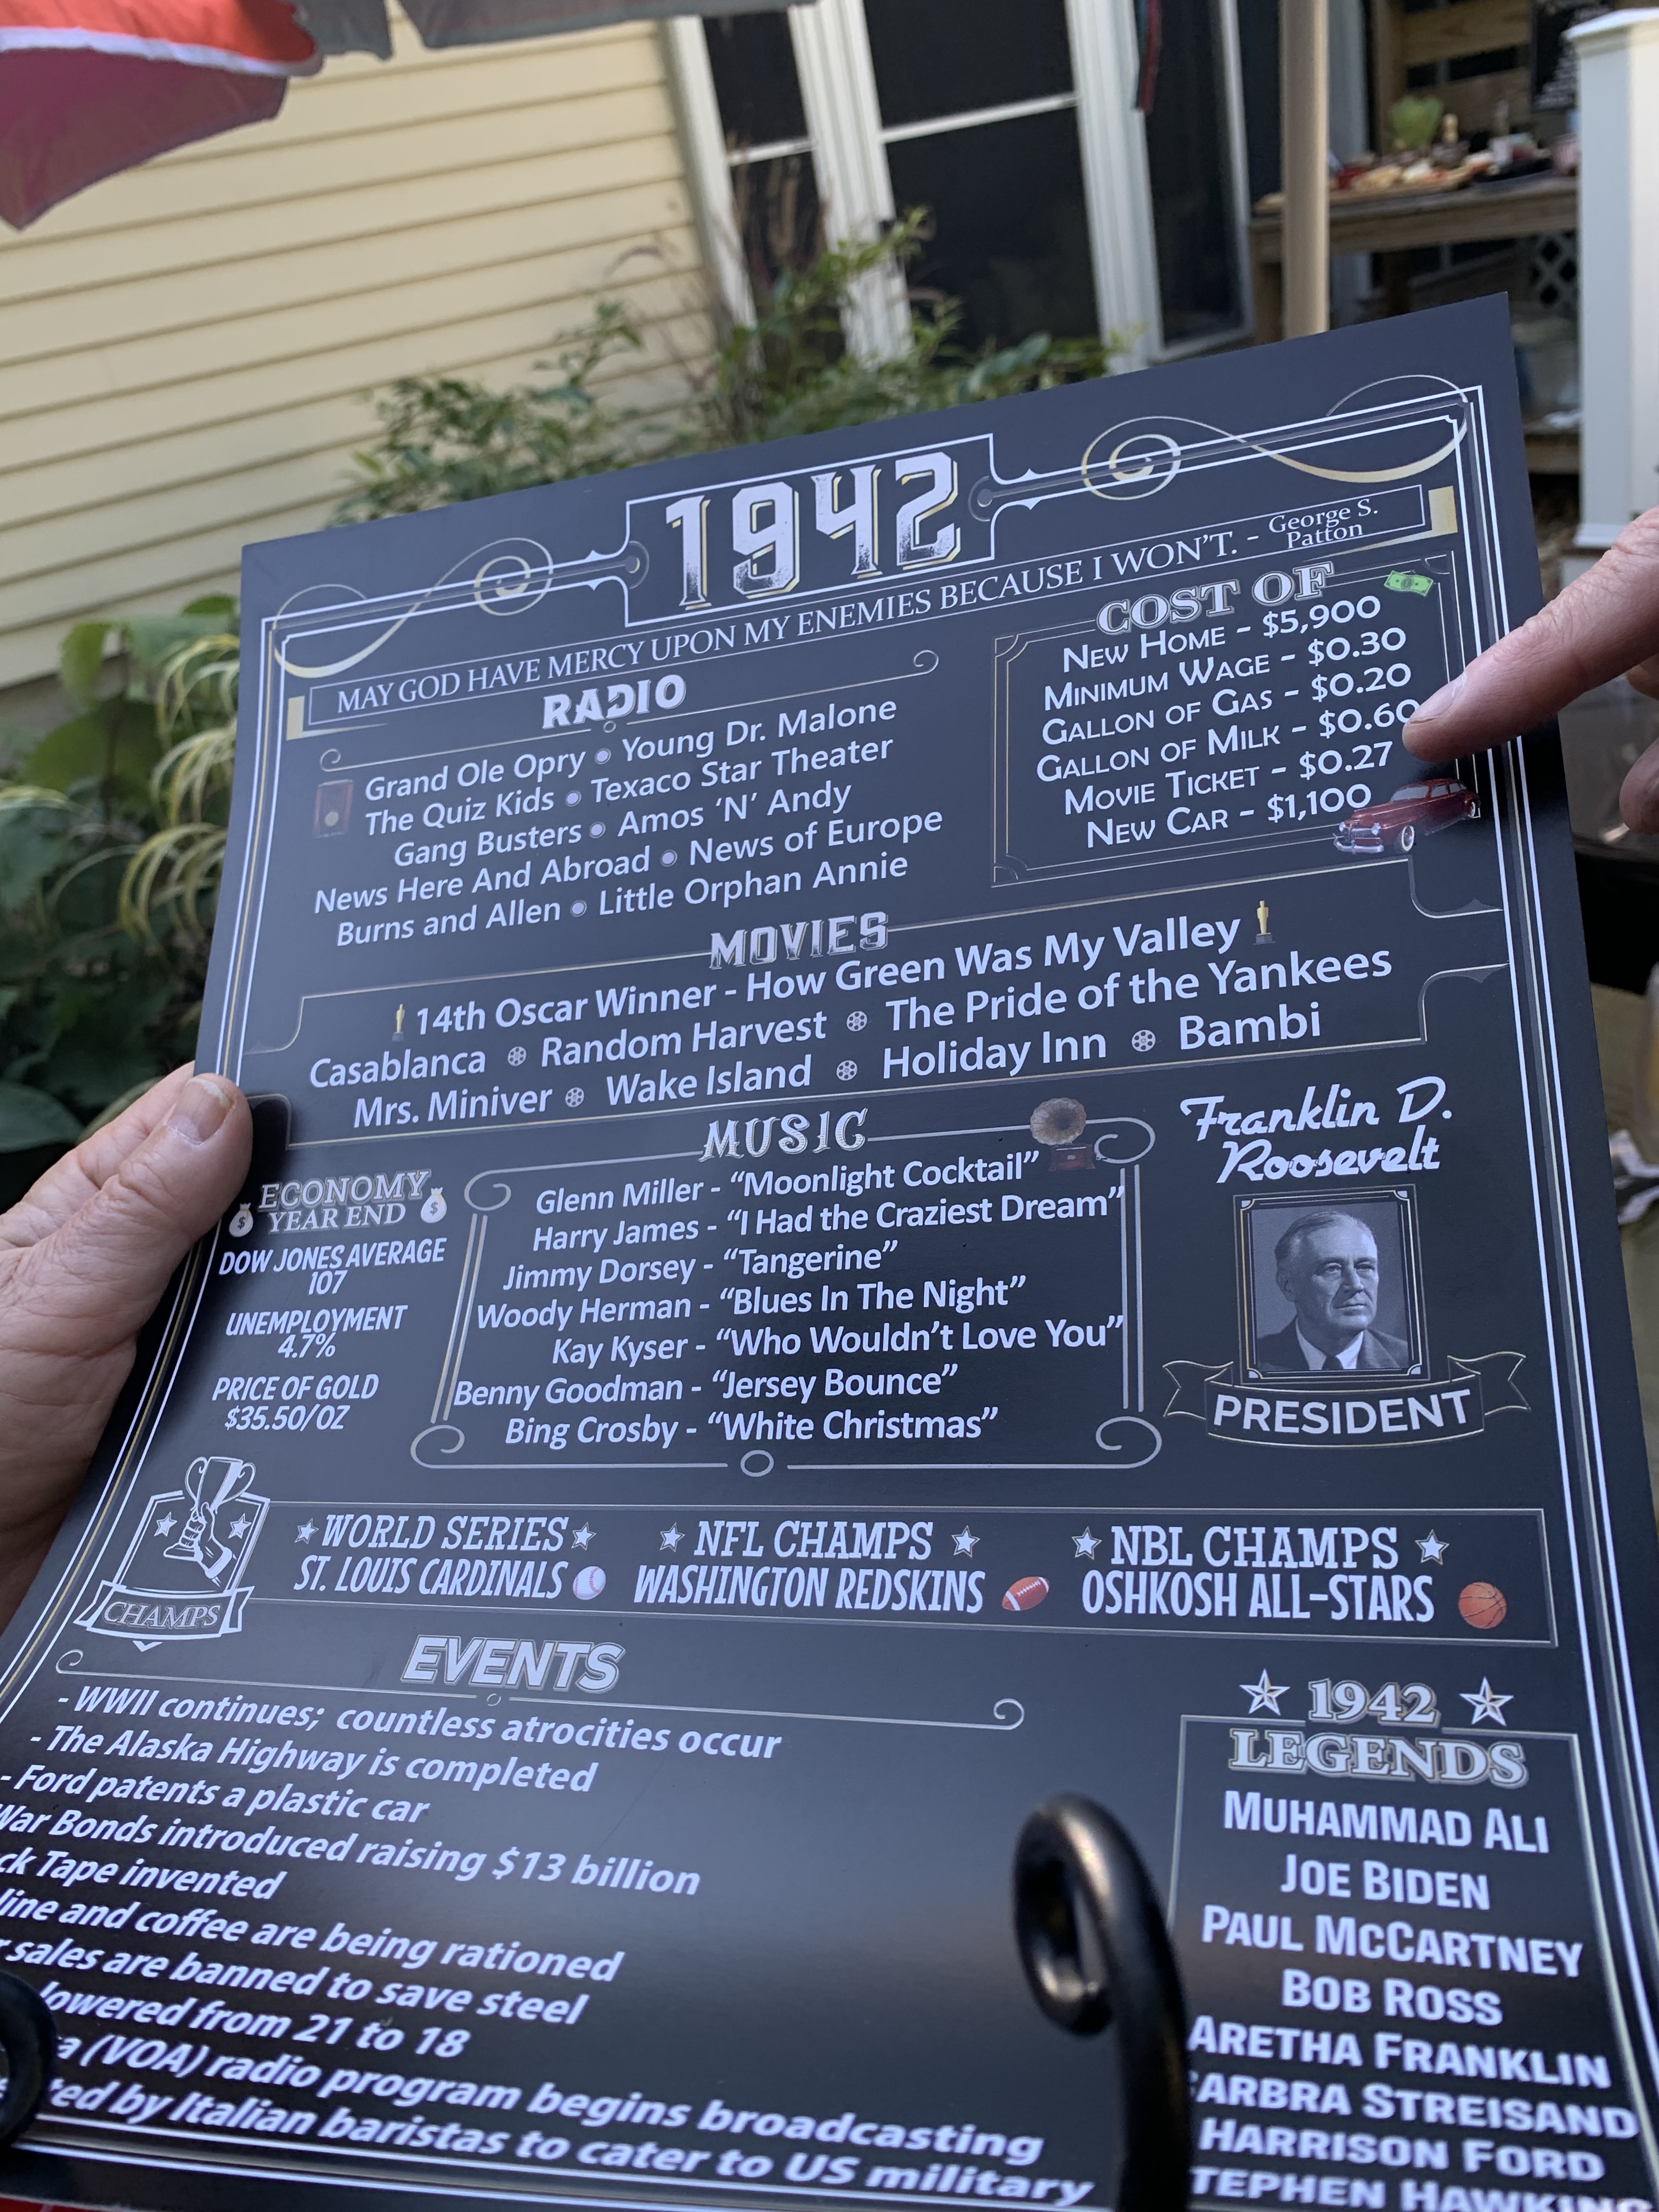 1942
MAY GOD HAVE MERCY UPON MY ENEMIES BECAUSE I WON'T. - George S. Patton
RADIO
Grand Ole Opry • Young Dr. Malone
The Quiz Kids • Texaco Star Theater
Gang Busters • Amos 'N' Andy
News Here And Abroad • News of Europe
Burns and Allen • Little Orphan Annie
COST OF
NEW HOME - $5,900
MINIMUM WAGE - $0.30
GALLON OF GAS - $0.20
GALLON OF MILK - $0.60
MOVIE TICKET - $0.27
NEW CAR - $1,100
MOVIES
14th Oscar Winner - How Green Was My Valley
Casablanca Random Harvest The Pride of the Yankees
Mrs. Miniver Wake Island Holiday Inn Bambi
ECONOMY
YEAR END
DOW JONES AVERAGE
107
UNEMPLOYMENT
4.7%
PRICE OF GOLD
$35.50/OZ
MUSIC
Glenn Miller - “Moonlight Cocktail”
Harry James - “I Had the Craziest Dream”
Jimmy Dorsey - “Tangerine”
Woody Herman - “Blues In The Night”
Kay Kyser - “Who Wouldn't Love You”
Benny Goodman - “Jersey Bounce”
Bing Crosby - “White Christmas”
Franklin D.
Roosevelt
PRESIDENT
CHAMPS
WORLD SERIES
ST. LOUIS CARDINALS
NFL CHAMPS
WASHINGTON REDSKINS
NBL CHAMPS
OSHKOSH ALL-STARS
EVENTS
- WWII continues; countless atrocities occur
- The Alaska Highway is completed
- Ford patents a plastic car
War Bonds introduced raising $13 billion
Tape invented
and coffee are being rationed
sales are banned to save steel
lowered from 21 to 18
(VOA) radio program begins broadcasting
by Italian baristas to cater to US military
1942
LEGENDS
MUHAMMAD ALI
JOE BIDEN
PAUL MCCARTNEY
BOB ROSS
ARETHA FRANKLIN
STREISAND
HARRISON FORD